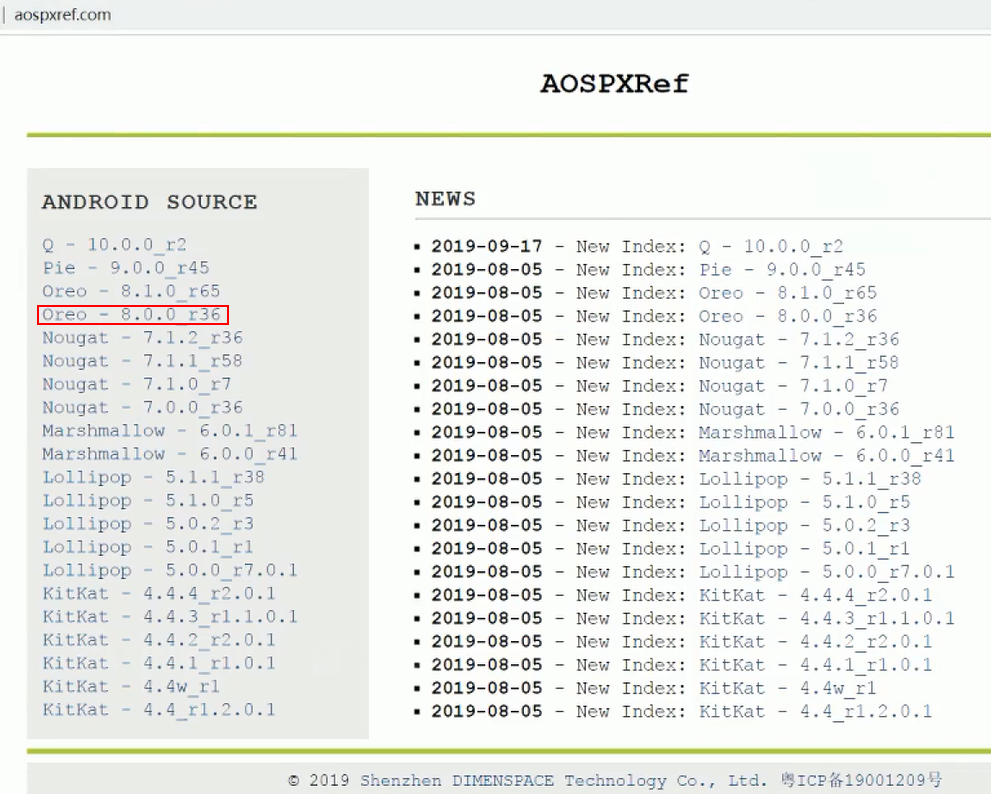 aospxref.com
AOSPXRef
ANDROID SOURCE
Q - 10.0.0_r2
Pie - 9.0.0_r45
Oreo - 8.1.0_r65
Oreo - 8.0.0_r36
Nougat - 7.1.2_r36
Nougat - 7.1.1_r58
Nougat - 7.1.0_r7
Nougat - 7.0.0_r36
Marshmallow - 6.0.1_r81
Marshmallow - 6.0.0_r41
Lollipop - 5.1.1_r38
Lollipop - 5.1.0_r5
Lollipop - 5.0.2_r3
Lollipop - 5.0.1_r1
Lollipop - 5.0.0_r7.0.1
KitKat - 4.4.4_r2.0.1
KitKat - 4.4.3_r1.1.0.1
KitKat - 4.4.2_r2.0.1
KitKat - 4.4.1_r1.0.1
KitKat - 4.4w_r1
KitKat - 4.4_r1.2.0.1
NEWS
2019-09-17 - New Index: Q - 10.0.0_r2
2019-08-05 - New Index: Pie - 9.0.0_r45
2019-08-05 - New Index: Oreo - 8.1.0_r65
2019-08-05 - New Index: Oreo - 8.0.0_r36
2019-08-05 - New Index: Nougat - 7.1.2_r36
2019-08-05 - New Index: Nougat - 7.1.1_r58
2019-08-05 - New Index: Nougat - 7.1.0_r7
2019-08-05 - New Index: Nougat - 7.0.0_r36
2019-08-05 - New Index: Marshmallow - 6.0.1_r81
2019-08-05 - New Index: Marshmallow - 6.0.0_r41
2019-08-05 - New Index: Lollipop - 5.1.1_r38
2019-08-05 - New Index: Lollipop - 5.1.0_r5
2019-08-05 - New Index: Lollipop - 5.0.2_r3
2019-08-05 - New Index: Lollipop - 5.0.1_r1
2019-08-05 - New Index: Lollipop - 5.0.0_r7.0.1
2019-08-05 - New Index: KitKat - 4.4.4_r2.0.1
2019-08-05 - New Index: KitKat - 4.4.3_r1.1.0.1
2019-08-05 - New Index: KitKat - 4.4.2_r2.0.1
2019-08-05 - New Index: KitKat - 4.4.1_r1.0.1
2019-08-05 - New Index: KitKat - 4.4w_r1
2019-08-05 - New Index: KitKat - 4.4_r1.2.0.1
© 2019 Shenzhen DIMENSPACE Technology Co., Ltd. 粤ICP备19001209号